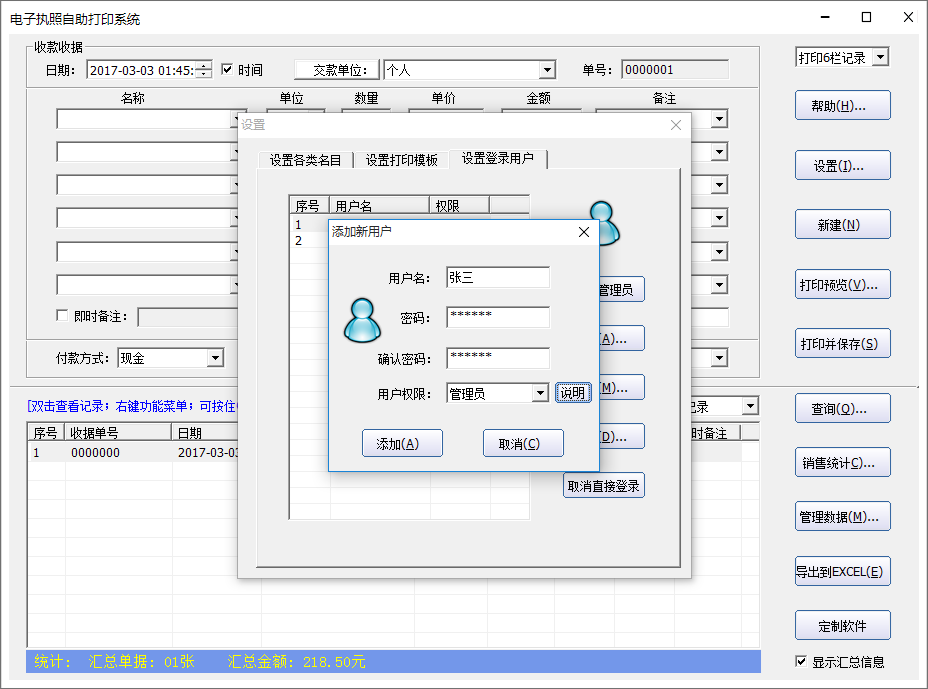 电子执照自助打印系统
收款收据
日期: 2017-03-03 01:45: 时间 交款单位: 个人 单号: 0000001
名称 单位 数量 单价 金额 备注
即时备注:
付款方式: 现金
[双击查看记录;右键功能菜单;可按住
记录
序号 收据单号 日期 时备注
1 0000000 2017-03-03
统计: 汇总单据: 01张 汇总金额: 218.50元
打印6栏记录
帮助(H)...
设置(I)...
新建(N)
打印预览(V)...
打印并保存(S)
查询(Q)...
销售统计C)...
管理数据(M)...
导出到EXCEL(E)
定制软件
显示汇总信息
设置
设置各类名目 设置打印模板 设置登录用户
序号 用户名 权限
1
2
管理员
(A)...
(M)...
(D)...
取消直接登录
添加新用户
用户名: 张三
密码: ******
确认密码: ******
用户权限: 管理员 说明
添加(A) 取消(C)